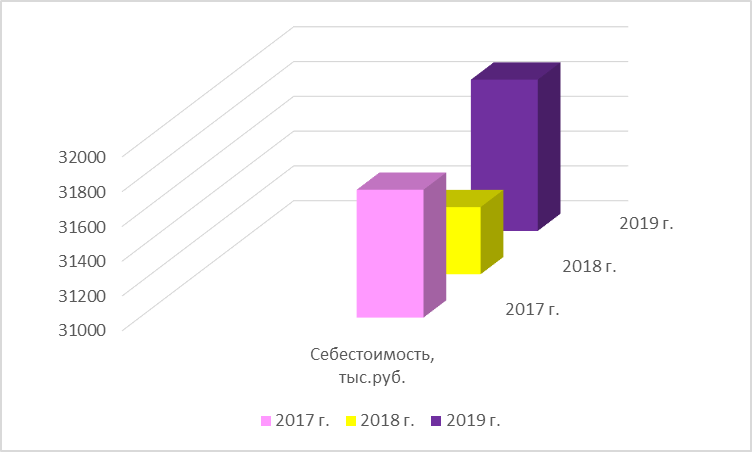 32000
31800
31600
31400
31200
31000
2019 г.
2018 г.
2017 г.
Себестоимость,
тыс.руб.
2017 г. 2018 г. 2019 г.